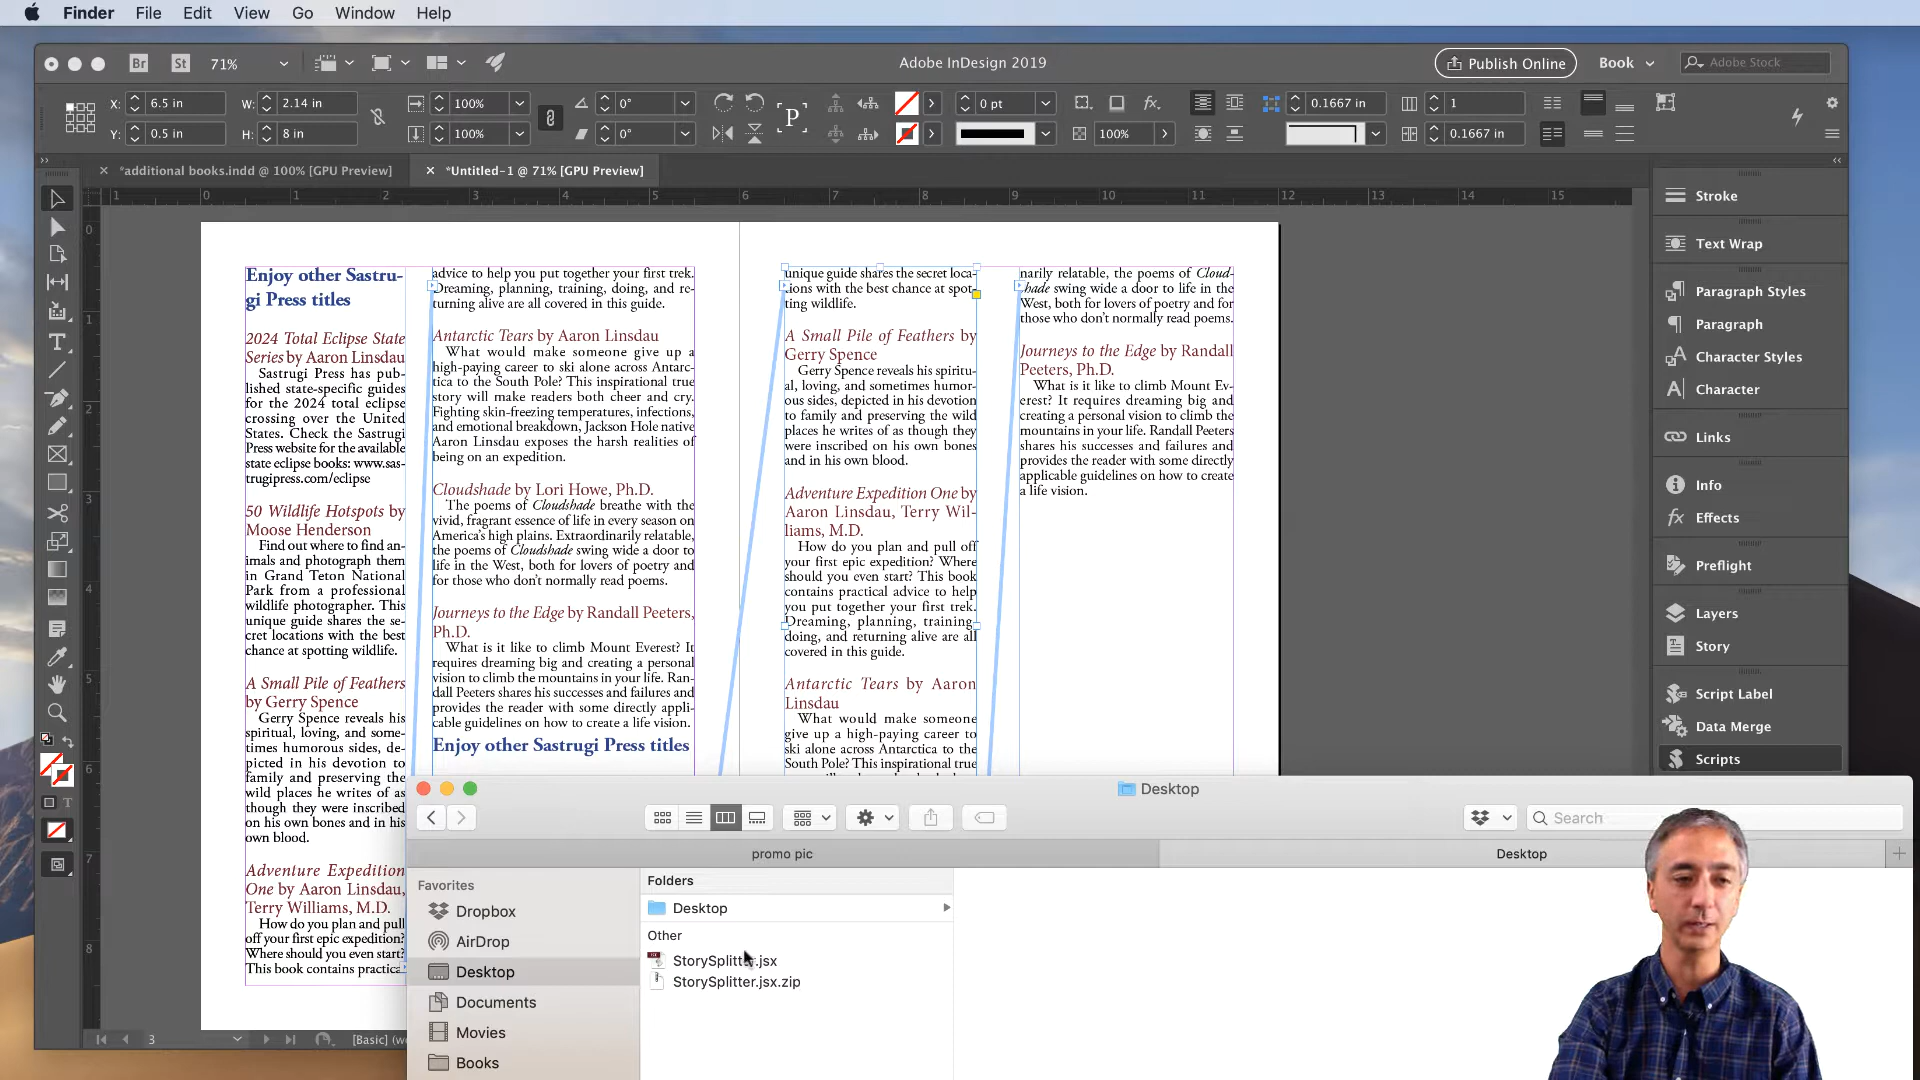 Finder File Edit View Go Window Help
Br St 71% Adobe InDesign 2019 Publish Online Book Adobe Stock
X: 6.5 in W: 2.14 in 100% 0° P 0 pt fx. 0.1667 in 1
Y: 0.5 in H: 8 in 100% 0° 100% 0.1667 in
*additional books.indd @ 100% [GPU Preview] *Untitled-1 @ 71% [GPU Preview]
1 0 1 2 3 4 5 6 7 8 9 10 11 12 13 14 15
0
1
2
3
4
5
6
7
8
Enjoy other Sastru-
gi Press titles
2024 Total Eclipse State
Series by Aaron Linsdau
Sastrugi Press has pub-
lished state-specific guides
for the 2024 total eclipse
crossing over the United
States. Check the Sastrugi
Press website for the available
state eclipse books: www.sas-
trugipress.com/eclipse
50 Wildlife Hotspots by
Moose Henderson
Find out where to find an-
imals and photograph them
in Grand Teton National
Park from a professional
wildlife photographer. This
unique guide shares the se-
cret locations with the best
chance at spotting wildlife.
A Small Pile of Feathers
by Gerry Spence
Gerry Spence reveals his
spiritual, loving, and some-
times humorous sides, de-
picted in his devotion to
family and preserving the
wild places he writes of as
though they were inscribed
on his own bones and in his
own blood.
Adventure Expedition
One by Aaron Linsdau,
Terry Williams, M.D.
How do you plan and pull
off your first epic expedition?
Where should you even start?
This book contains practica
advice to help you put together your first trek.
Dreaming, planning, training, doing, and re-
turning alive are all covered in this guide.
Antarctic Tears by Aaron Linsdau
What would make someone give up a
high-paying career to ski alone across Antarc-
tica to the South Pole? This inspirational true
story will make readers both cheer and cry.
Fighting skin-freezing temperatures, infections,
and emotional breakdown, Jackson Hole native
Aaron Linsdau exposes the harsh realities of
being on an expedition.
Cloudshade by Lori Howe, Ph.D.
The poems of Cloudshade breathe with the
vivid, fragrant essence of life in every season on
America's high plains. Extraordinarily relatable,
the poems of Cloudshade swing wide a door to
life in the West, both for lovers of poetry and
for those who don't normally read poems.
Journeys to the Edge by Randall Peeters,
Ph.D.
What is it like to climb Mount Everest? It
requires dreaming big and creating a personal
vision to climb the mountains in your life. Ran-
dall Peeters shares his successes and failures and
provides the reader with some directly appli-
cable guidelines on how to create a life vision.
Enjoy other Sastrugi Press titles
unique guide shares the secret loca-
tions with the best chance at spot-
ting wildlife.
A Small Pile of Feathers by
Gerry Spence
Gerry Spence reveals his spiritu-
al, loving, and sometimes humor-
ous sides, depicted in his devotion
to family and preserving the wild
places he writes of as though they
were inscribed on his own bones
and in his own blood.
Adventure Expedition One by
Aaron Linsdau, Terry Wil-
liams, M.D.
How do you plan and pull off
your first epic expedition? Where
should you even start? This book
contains practical advice to help
you put together your first trek.
Dreaming, planning, training,
doing, and returning alive are all
covered in this guide.
Antarctic Tears by Aaron
Linsdau
What would make someone
give up a high-paying career to
ski alone across Antarctica to the
South Pole? This inspirational true
narily relatable, the poems of Cloud-
shade swing wide a door to life in the
West, both for lovers of poetry and for
those who don't normally read poems.
Journeys to the Edge by Randall
Peeters, Ph.D.
What is it like to climb Mount Ev-
erest? It requires dreaming big and
creating a personal vision to climb the
mountains in your life. Randall Peeters
shares his successes and failures and
provides the reader with some directly
applicable guidelines on how to create
a life vision.
Stroke
Text Wrap
Paragraph Styles
Paragraph
Character Styles
Character
Links
Info
Effects
Preflight
Layers
Story
Script Label
Data Merge
Scripts
3 [Basic] (w
Desktop
Search
promo pic Desktop
Favorites
Dropbox
AirDrop
Desktop
Documents
Movies
Books
Folders
Desktop
Other
StorySplitter.jsx
StorySplitter.jsx.zip